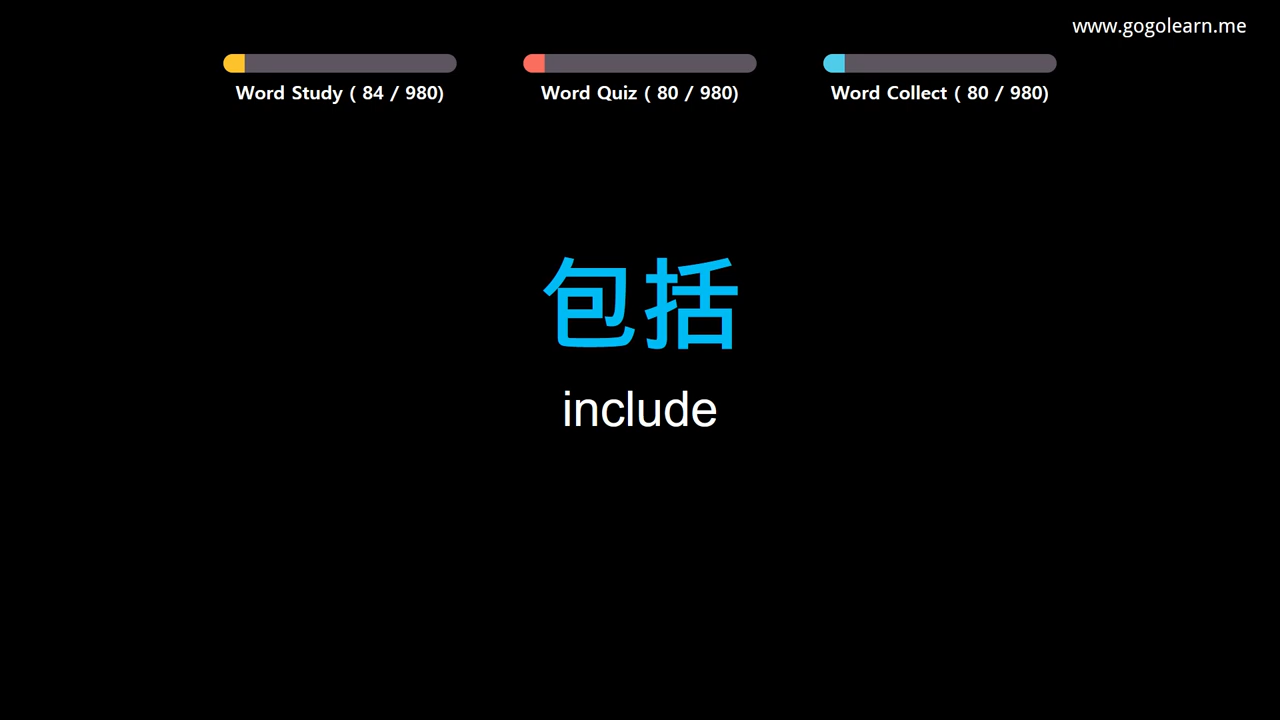 www.gogolearn.me
Word Study ( 84 / 980)
Word Quiz ( 80 / 980)
Word Collect ( 80 / 980)
包括
include